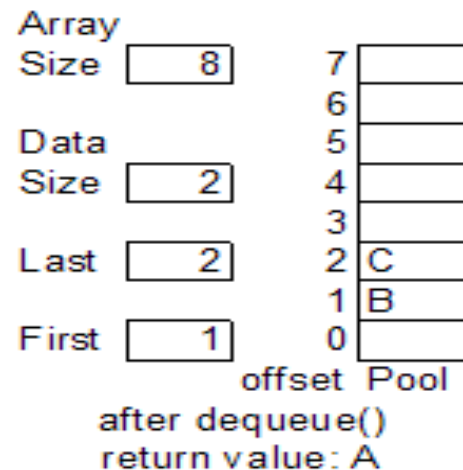 Array
Size 8 7
6
Data 5
Size 2 4
3
Last 2 2 C
1 B
First 1 0
offset Pool
after dequeue()
return value: A